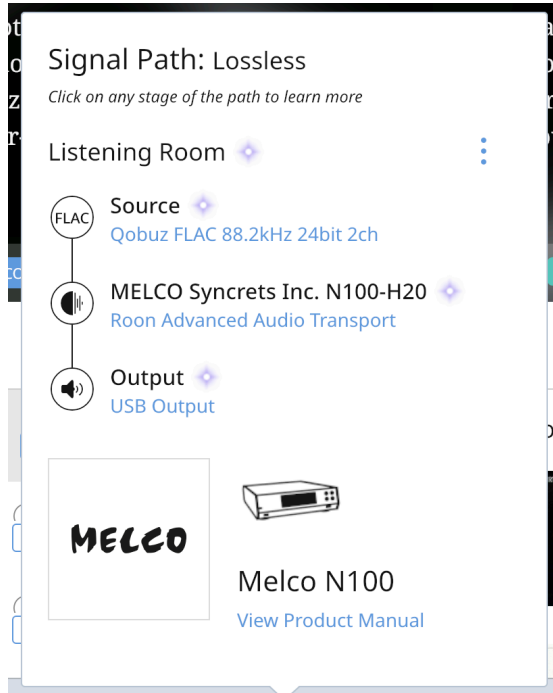 Signal Path: Lossless
Click on any stage of the path to learn more
Listening Room
FLAC
Source
Qobuz FLAC 88.2kHz 24bit 2ch
MELCO Syncrets Inc. N100-H20
Roon Advanced Audio Transport
Output
USB Output
MELCO
Melco N100
View Product Manual